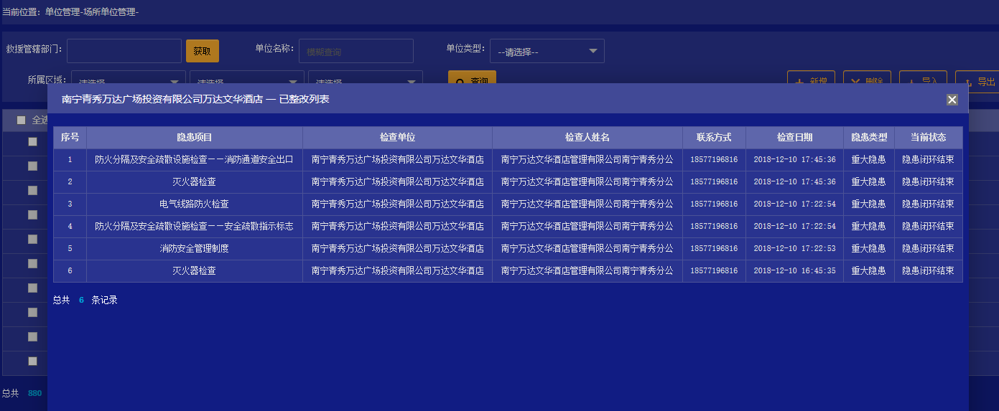 当前位置：单位管理-场所单位管理-
救援管辖部门： 获取 单位名称： 模糊查询 单位类型： --请选择--
所属区域： 请选择 请选择 请选择 查询 新增 删除 导入 导出
南宁青秀万达广场投资有限公司万达文华酒店 — 已整改列表
全选
序号 隐患项目 检查单位 检查人姓名 联系方式 检查日期 隐患类型 当前状态
1 防火分隔及安全疏散设施检查——消防通道安全出口 南宁青秀万达广场投资有限公司万达文华酒店 南宁万达文华酒店管理有限公司南宁青秀分公 18577196816 2018-12-10 17:45:36 重大隐患 隐患闭环结束
2 灭火器检查 南宁青秀万达广场投资有限公司万达文华酒店 南宁万达文华酒店管理有限公司南宁青秀分公 18577196816 2018-12-10 17:45:36 重大隐患 隐患闭环结束
3 电气线路防火检查 南宁青秀万达广场投资有限公司万达文华酒店 南宁万达文华酒店管理有限公司南宁青秀分公 18577196816 2018-12-10 17:22:54 重大隐患 隐患闭环结束
4 防火分隔及安全疏散设施检查——安全疏散指示标志 南宁青秀万达广场投资有限公司万达文华酒店 南宁万达文华酒店管理有限公司南宁青秀分公 18577196816 2018-12-10 17:22:54 重大隐患 隐患闭环结束
5 消防安全管理制度 南宁青秀万达广场投资有限公司万达文华酒店 南宁万达文华酒店管理有限公司南宁青秀分公 18577196816 2018-12-10 17:22:53 重大隐患 隐患闭环结束
6 灭火器检查 南宁青秀万达广场投资有限公司万达文华酒店 南宁万达文华酒店管理有限公司南宁青秀分公 18577196816 2018-12-10 16:45:35 重大隐患 隐患闭环结束
总共 6 条记录
总共 880